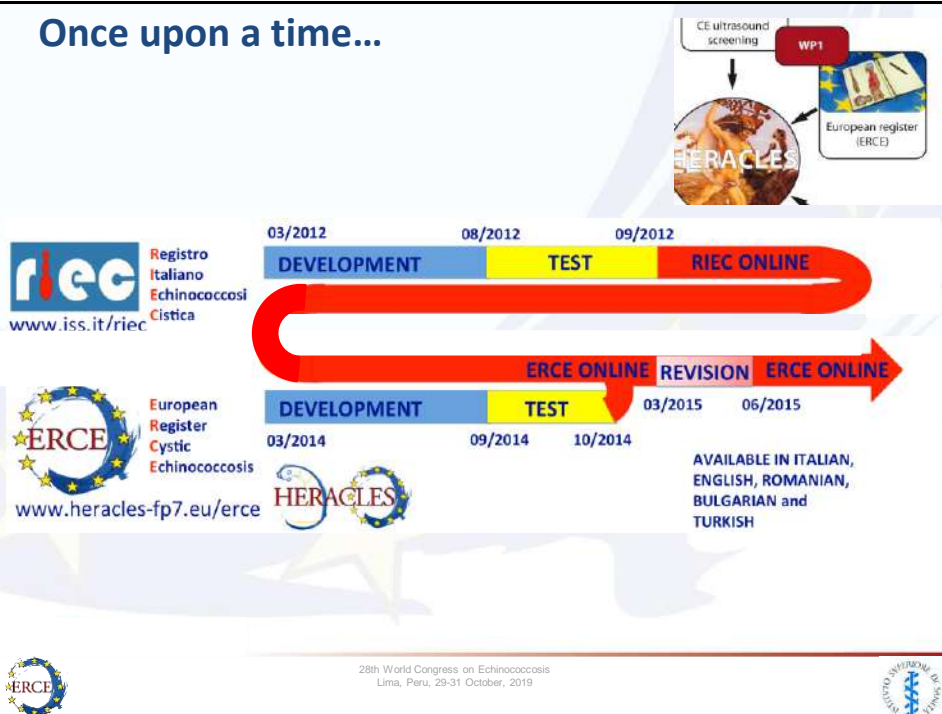 Once upon a time…
CE ultrasound
screening
WP1
European register
(ERCE)
HERACLES
03/2012
08/2012
09/2012
DEVELOPMENT
TEST
RIEC ONLINE
riec
Registro
Italiano
Echinococcosi
Cistica
www.iss.it/riec
ERCE ONLINE
REVISION
ERCE ONLINE
ERCE
European
Register
Cystic
Echinococcosis
www.heracles-fp7.eu/erce
DEVELOPMENT
TEST
03/2014
09/2014
10/2014
03/2015
06/2015
HERACLES
AVAILABLE IN ITALIAN,
ENGLISH, ROMANIAN,
BULGARIAN and
TURKISH
ERCE
28th World Congress on Echinococcosis
Lima, Peru, 29-31 October, 2019